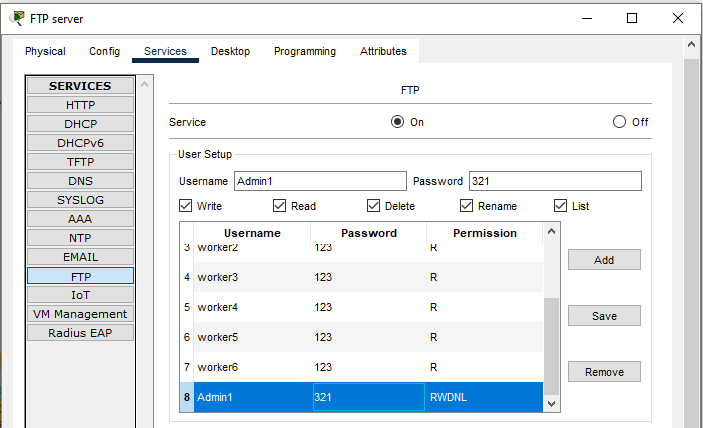 FTP server
Physical Config Services Desktop Programming Attributes
SERVICES
HTTP
DHCP
DHCPv6
TFTP
DNS
SYSLOG
AAA
NTP
EMAIL
FTP
IoT
VM Management
Radius EAP
FTP
Service On Off
User Setup
Username Admin1 Password 321
Write Read Delete Rename List
Username Password Permission
3 worker2 123 R
4 worker3 123 R
5 worker4 123 R
6 worker5 123 R
7 worker6 123 R
8 Admin1 321 RWDNL
Add
Save
Remove